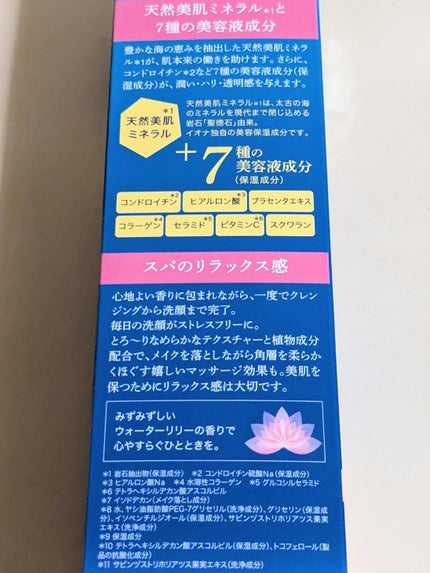 天然美肌ミネラル※1と
7種の美容液成分
豊かな海の恵みを抽出した天然美肌ミネラ
ル*1が、肌本来の働きを助けます。さらに、
コンドロイチン*2など7種の美容液成分(保
湿成分)が、潤い・ハリ・透明感を与えます。
*1
天然美肌
ミネラル
天然美肌ミネラル*1は、太古の海
のミネラルを現代まで閉じ込める
岩石「聖徳石」由来。
イオナ独自の美容保湿成分です。
+7種の
美容液成分
(保湿成分)
コンドロイチン*2 ヒアルロン酸*3 プラセンタエキス
コラーゲン*4 セラミド*5 ビタミンC*6 スクワラン
スパのリラックス感
心地よい香りに包まれながら、一度でクレン
ジングから洗顔まで完了。
毎日の洗顔がストレスフリーに。
とろ〜りなめらかなテクスチャーと植物成分
配合で、メイクを落としながら角層を柔らか
くほぐす嬉しいマッサージ効果も。美肌を
保つためにリラックス感は大切です。
みずみずしい
ウォーターリリーの香りで
心やすらぐひとときを。
*1 岩石抽出物(保湿成分) *2 コンドロイチン硫酸Na(保湿成分)
*3 ヒアルロン酸Na *4 水溶性コラーゲン *5 グルコシルセラミド
*6 テトラヘキシルデカン酸アスコルビル
*7 イソドデカン(メイク落とし成分)
*8 水、ヤシ油脂肪酸PEG-7グリセリル(洗浄成分)、グリセリン(保湿成
分)、イソペンチルジオール(保湿成分)、サピンヅストリホリアツス果実
エキス(洗浄成分)
*9 保湿成分
*10 テトラヘキシルデカン酸アスコルビル(保湿成分)、トコフェロール(製
品の抗酸化成分)
*11 サピンヅストリホリアツス果実エキス(洗浄成分)